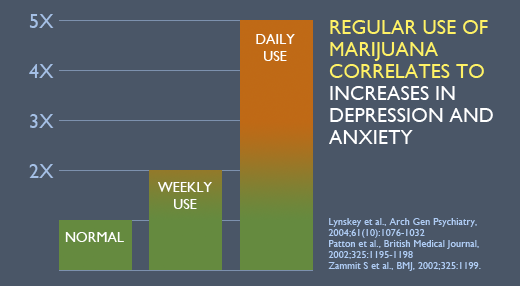 5X
4X
3X
2X
DAILY
USE
WEEKLY
USE
NORMAL
REGULAR USE OF
MARIJUANA
CORRELATES TO
INCREASES IN
DEPRESSION AND
ANXIETY
Lynskey et al., Arch Gen Psychiatry,
2004;61(10):1076-1032
Patton et al., British Medical Journal,
2002;325:1195-1198
Zammit S et al., BMJ, 2002;325:1199.